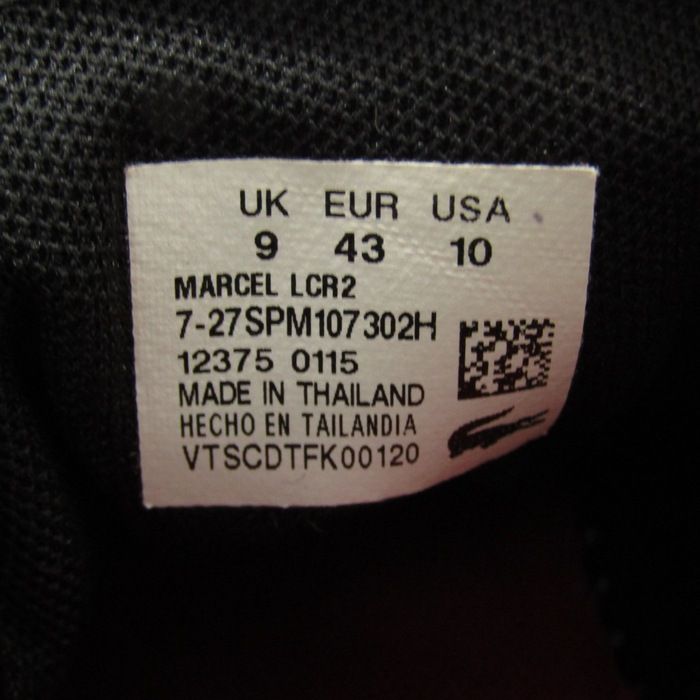 UK EUR USA
9 43 10
MARCEL LCR2
7-27SPM107302H
12375 0115
MADE IN THAILAND
HECHO EN TAILANDIA
VTSCDTFK00120